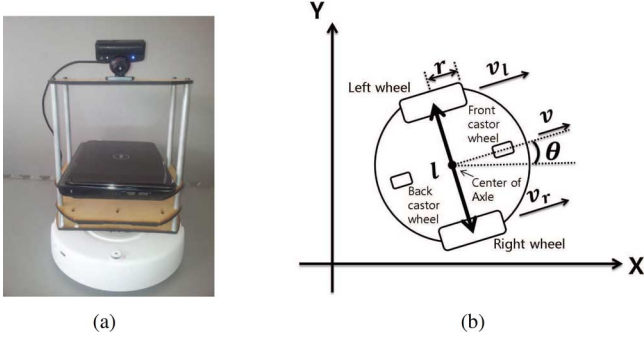 Y
r
v_l
Left wheel
Front
castor
wheel
v
θ
l
Center of
Axle
Back
castor
wheel
v_r
Right wheel
X
(a)
(b)